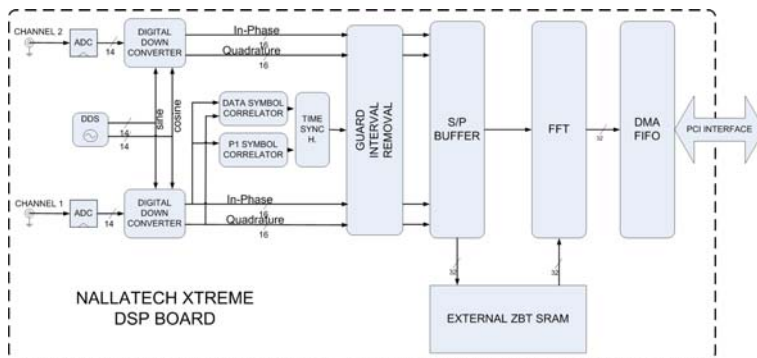 CHANNEL 2
ADC
14
DIGITAL
DOWN
CONVERTER
In-Phase
16
Quadrature
16
DDS
14
14
sine
cosine
DATA SYMBOL
CORRELATOR
P1 SYMBOL
CORRELATOR
TIME
SYNC
H.
GUARD
INTERVAL
REMOVAL
S/P
BUFFER
FFT
32
DMA
FIFO
PCI INTERFACE
CHANNEL 1
ADC
14
DIGITAL
DOWN
CONVERTER
In-Phase
16
Quadrature
16
32
32
EXTERNAL ZBT SRAM
NALLATECH XTREME
DSP BOARD